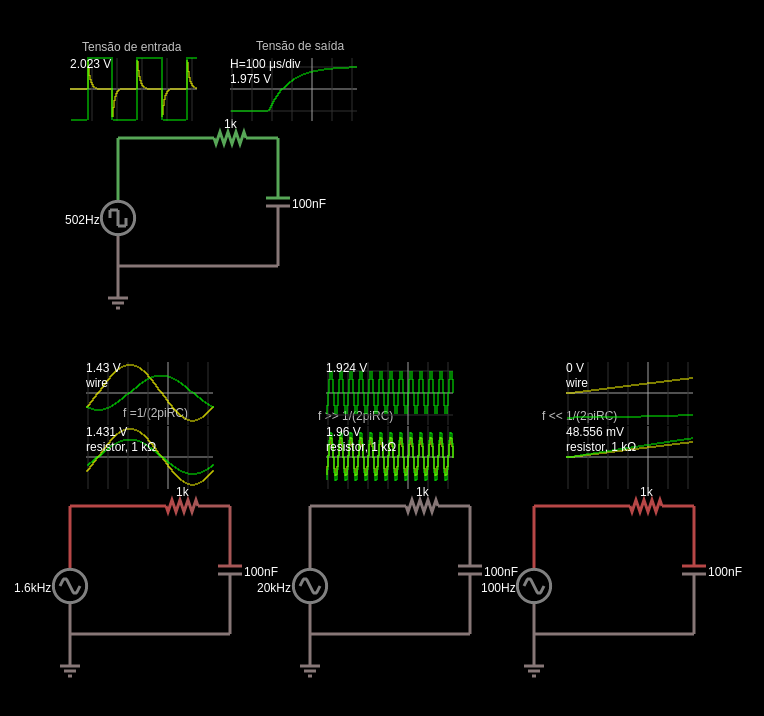 Tensão de entrada
Tensão de saída
2.023 V
H=100 µs/div
1.975 V
1k
502Hz
100nF
1.43 V
wire
f =1/(2piRC)
1.431 V
resistor, 1 kΩ
1.924 V
f >> 1/(2piRC)
1.96 V
resistor, 1 kΩ
0 V
wire
f << 1/(2piRC)
48.556 mV
resistor, 1 kΩ
1k
1k
1k
1.6kHz
100nF
20kHz
100nF
100Hz
100nF